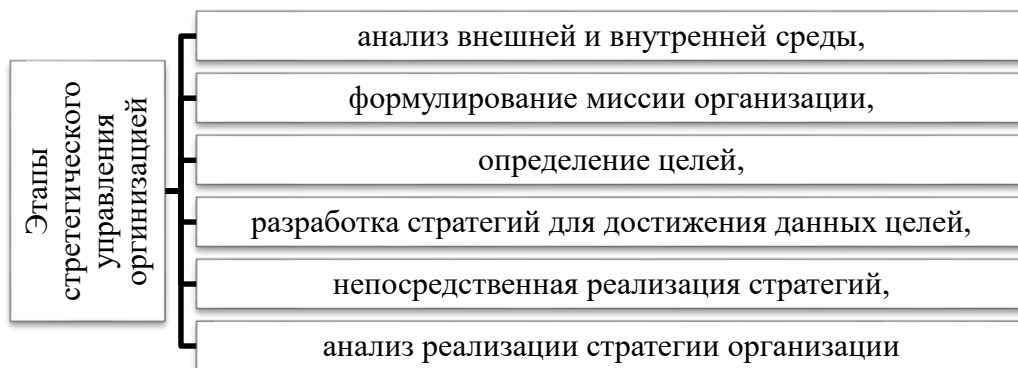 Этапы
стретегического
управления
оргинизацией
анализ внешней и внутренней среды,
формулирование миссии организации,
определение целей,
разработка стратегий для достижения данных целей,
непосредственная реализация стратегий,
анализ реализации стратегии организации